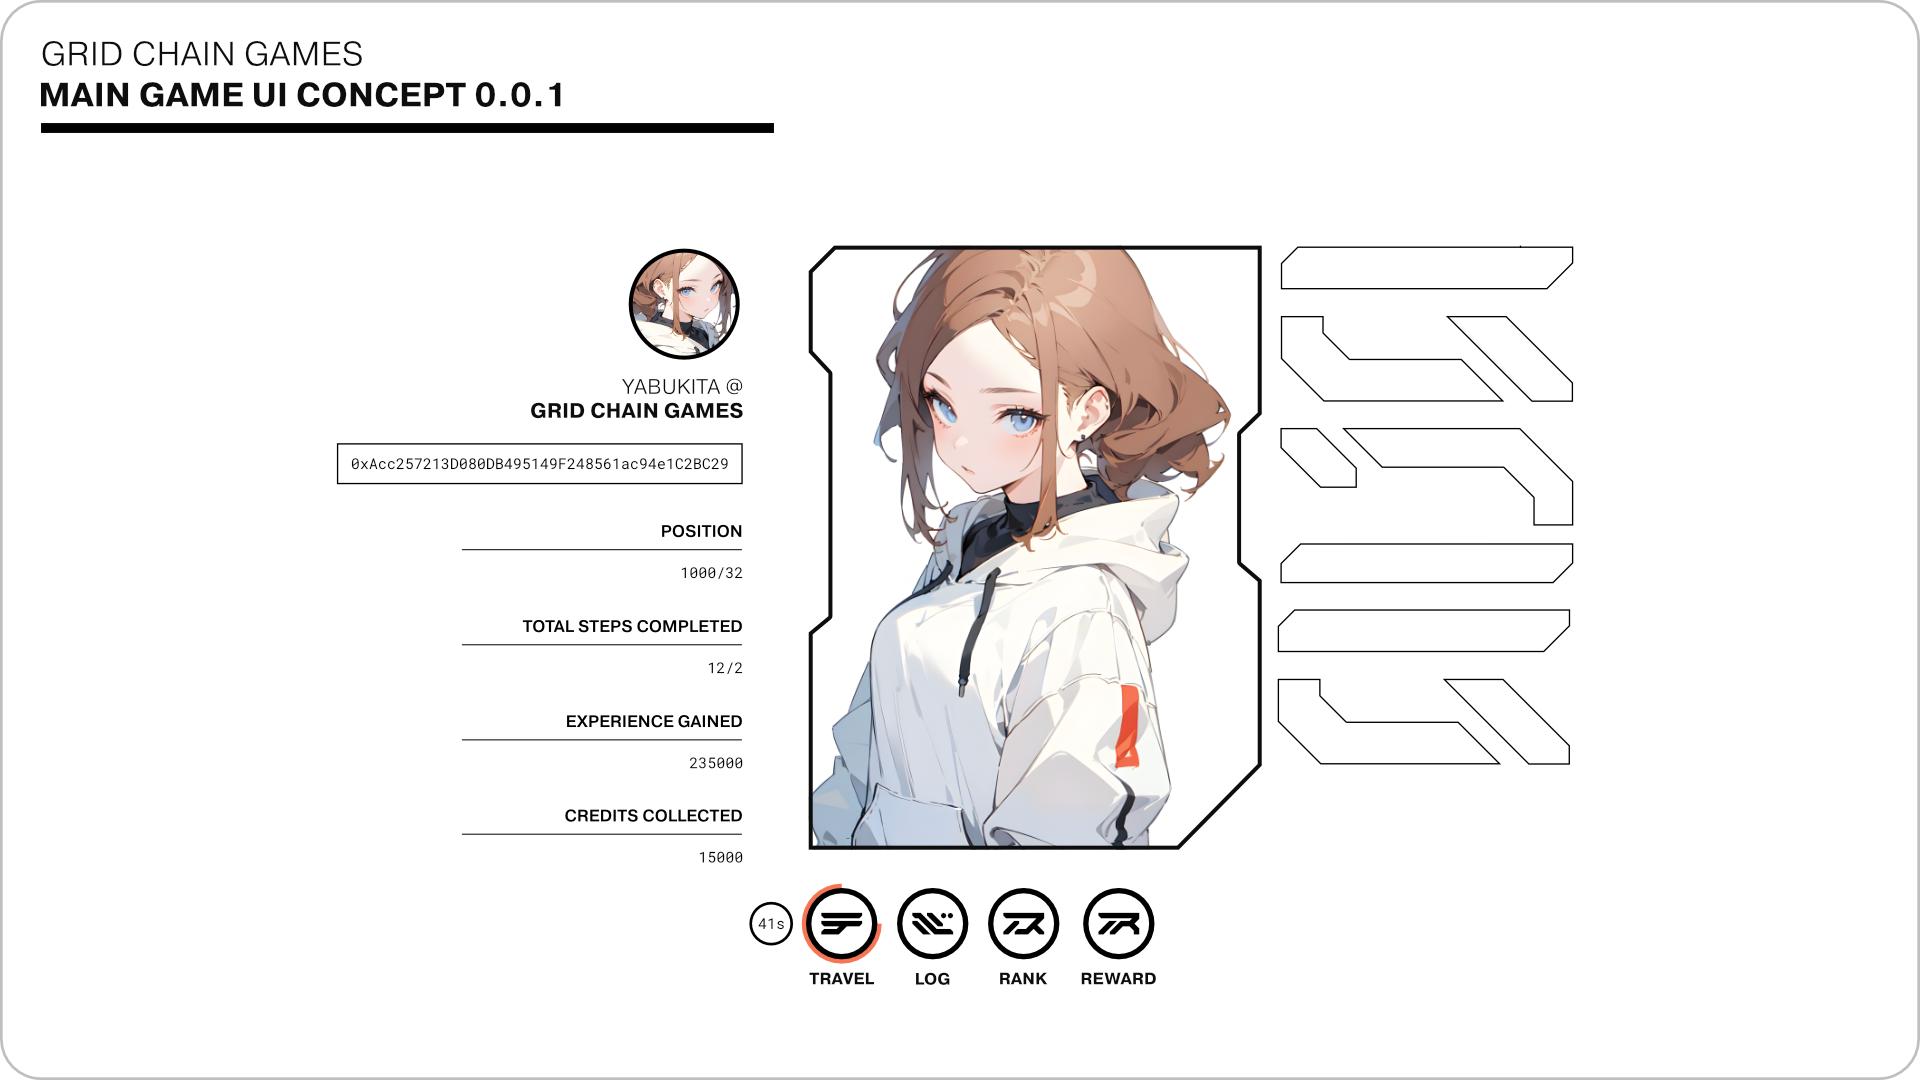 GRID CHAIN GAMES
MAIN GAME UI CONCEPT 0.0.1
YABUKITA @
GRID CHAIN GAMES
0xAcc257213D080DB495149F248561ac94e1C2BC29
POSITION
1000/32
TOTAL STEPS COMPLETED
12/2
EXPERIENCE GAINED
235000
CREDITS COLLECTED
15000
41s
TRAVEL
LOG
RANK
REWARD